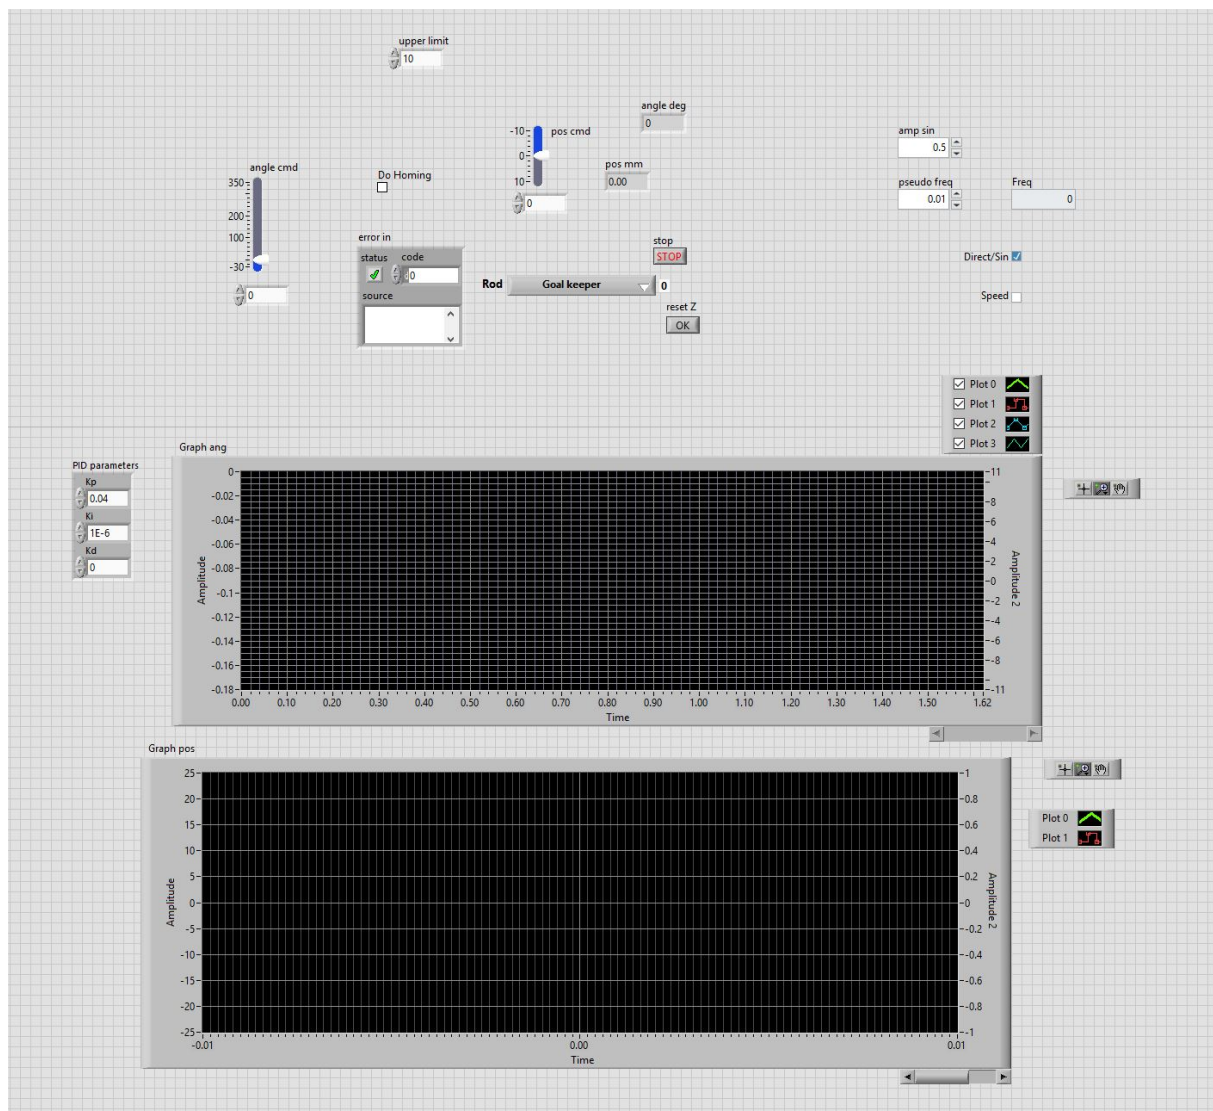 upper limit
10
angle deg
0
-10
pos cmd
0
10
0
pos mm
0.00
amp sin
0.5
pseudo freq
0.01
Freq
0
angle cmd
350
200
100
-30
0
Do Homing
error in
status code
0
source
stop
STOP
Rod Goal keeper 0
reset Z
OK
Direct/Sin
Speed
Plot 0
Plot 1
Plot 2
Plot 3
PID parameters
Kp
0.04
Ki
1E-6
Kd
0
Graph ang
0
-0.02
-0.04
-0.06
-0.08
-0.1
-0.12
-0.14
-0.16
-0.18
Amplitude
11
8
6
4
2
0
-2
-4
-6
-8
-11
Amplitude 2
0.00 0.10 0.20 0.30 0.40 0.50 0.60 0.70 0.80 0.90 1.00 1.10 1.20 1.30 1.40 1.50 1.62
Time
Graph pos
25
20
15
10
5
0
-5
-10
-15
-20
-25
Amplitude
1
0.8
0.6
0.4
0.2
0
-0.2
-0.4
-0.6
-0.8
-1
Amplitude 2
-0.01 0.00 0.01
Time
Plot 0
Plot 1